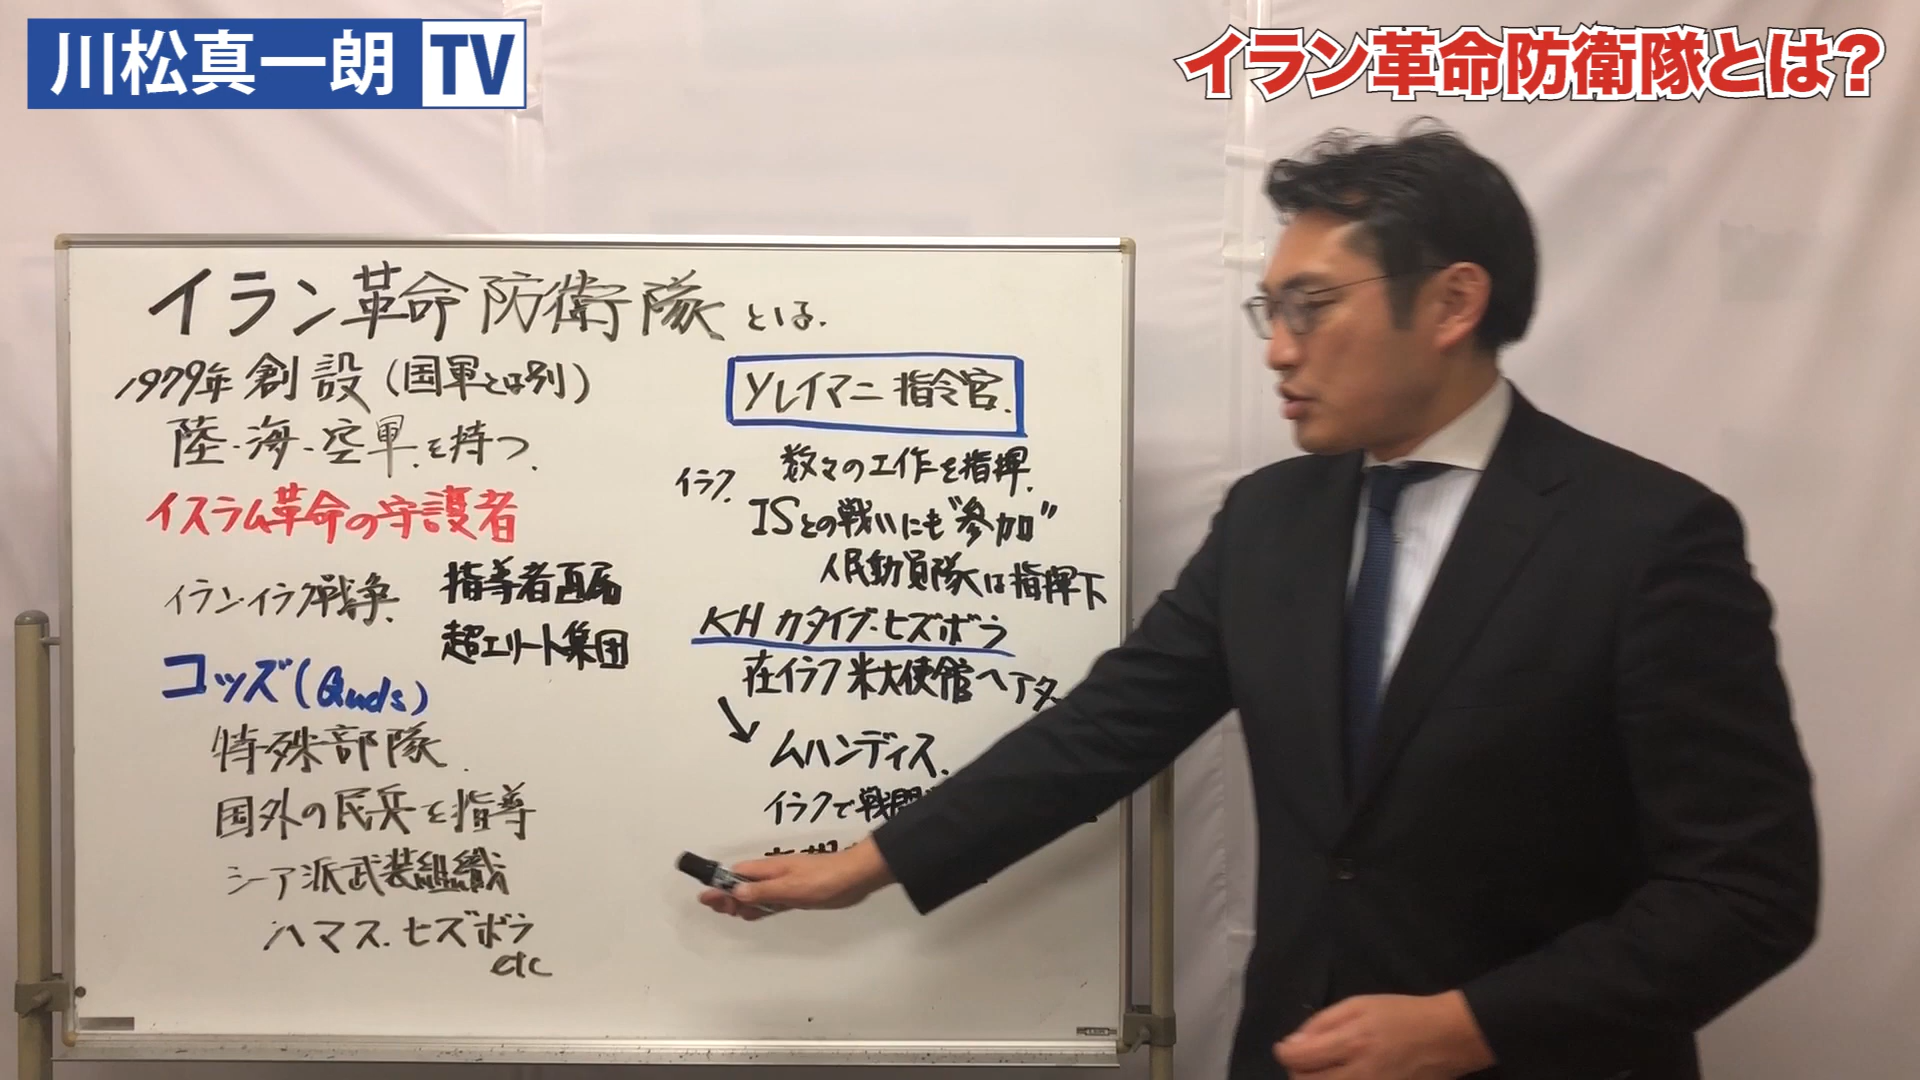 川松真一朗 TV
イラン革命防衛隊とは?
イラン革命防衛隊とは.
1979年創設(国軍とは別)
陸・海・空軍を持つ.
イスラム革命の守護者
イラン・イラク戦争.
指導者直属
超エリート集団
コッズ(Quds)
特殊部隊.
国外の民兵を指導
シーア派武装組織
ハマス.ヒズボラ
etc
ソレイマニ指令官.
イラク.
数々の工作を指揮.
ISとの戦いにも"参加"
人民動員隊は指揮下
KH カタイブ・ヒズボラ
在イラク米大使館へアタ
↘ ムハンディス.
イラクで戦闘